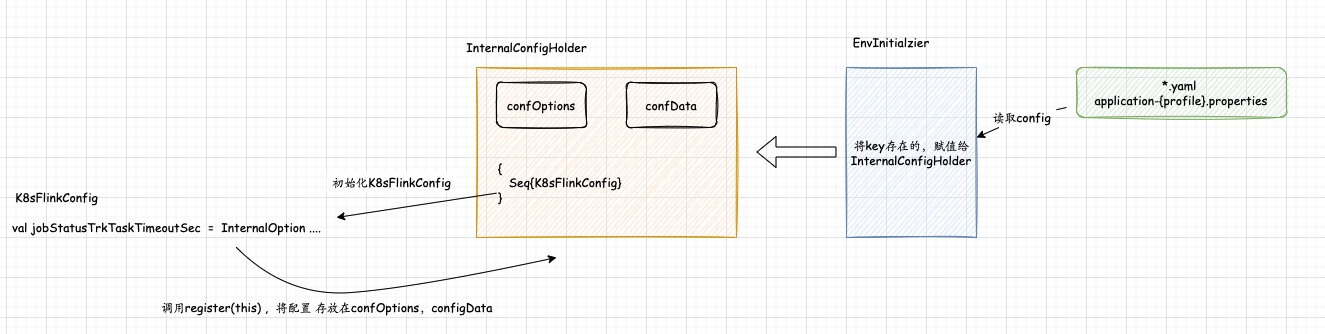 InternalConfigHolder
EnvInitialzier
confOptions
confData
*.yaml
application-{profile}.properties
读取config
将key存在的，赋值给
InternalConfigHolder
{
Seq{K8sFlinkConfig}
}
初始化K8sFlinkConfig
K8sFlinkConfig
val jobStatusTrkTaskTimeoutSec = InternalOption ....
调用register(this) ，将配置 存放在confOptions，configData